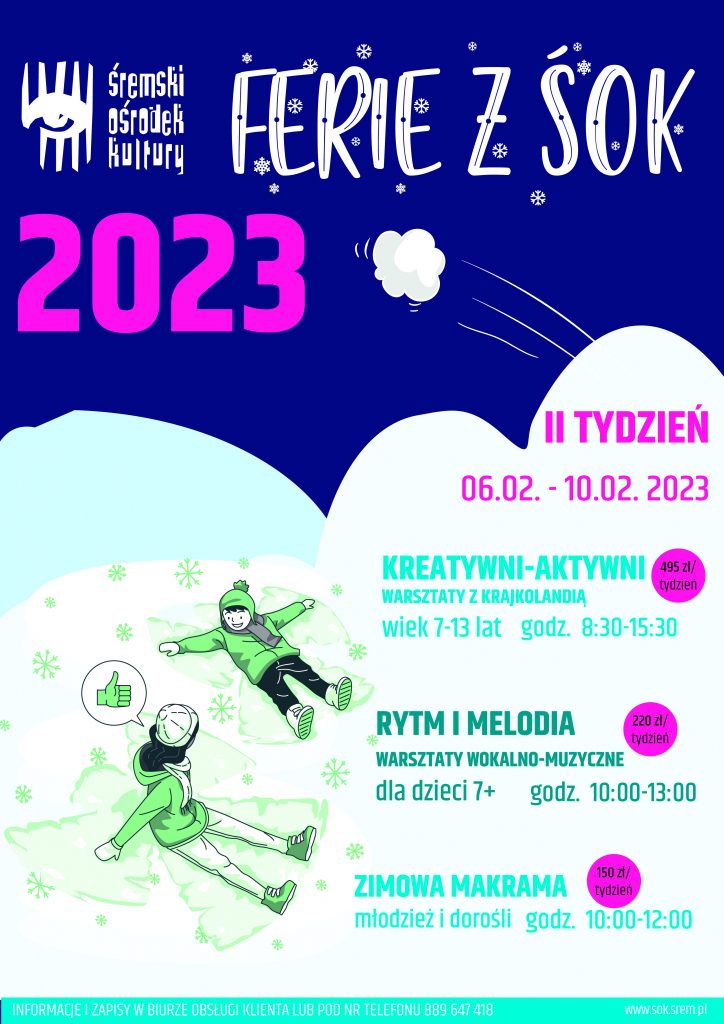 śremski
ośrodek
kultury
FERIE Z ŚOK
2023
II TYDZIEŃ
06.02. - 10.02. 2023
KREATYWNI-AKTYWNI
495 zł/
tydzień
WARSZTATY Z KRAJKOLANDIĄ
wiek 7-13 lat godz. 8:30-15:30
RYTM I MELODIA
220 zł/
tydzień
WARSZTATY WOKALNO-MUZYCZNE
dla dzieci 7+ godz. 10:00-13:00
ZIMOWA MAKRAMA
150 zł/
tydzień
młodzież i dorośli godz. 10:00-12:00
INFORMACJE I ZAPISY W BIURZE OBSŁUGI KLIENTA LUB POD NR TELEFONU 889 647 418
www.sok.srem.pl